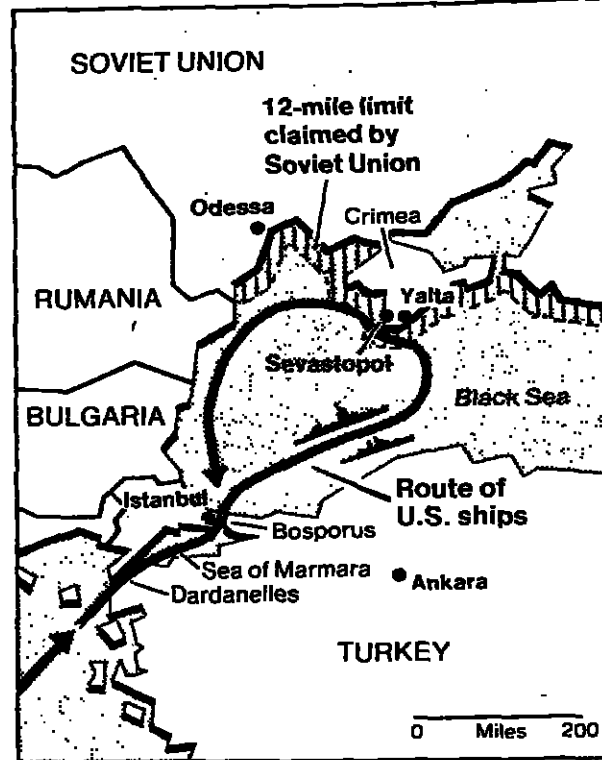 SOVIET UNION
12-mile limit
claimed by
Soviet Union
Odessa
Crimea
RUMANIA
Yalta
Sevastopol
BULGARIA
Black Sea
Istanbul
Route of
U.S. ships
Bosporus
Sea of Marmara
Dardanelles
Ankara
TURKEY
0 Miles 200